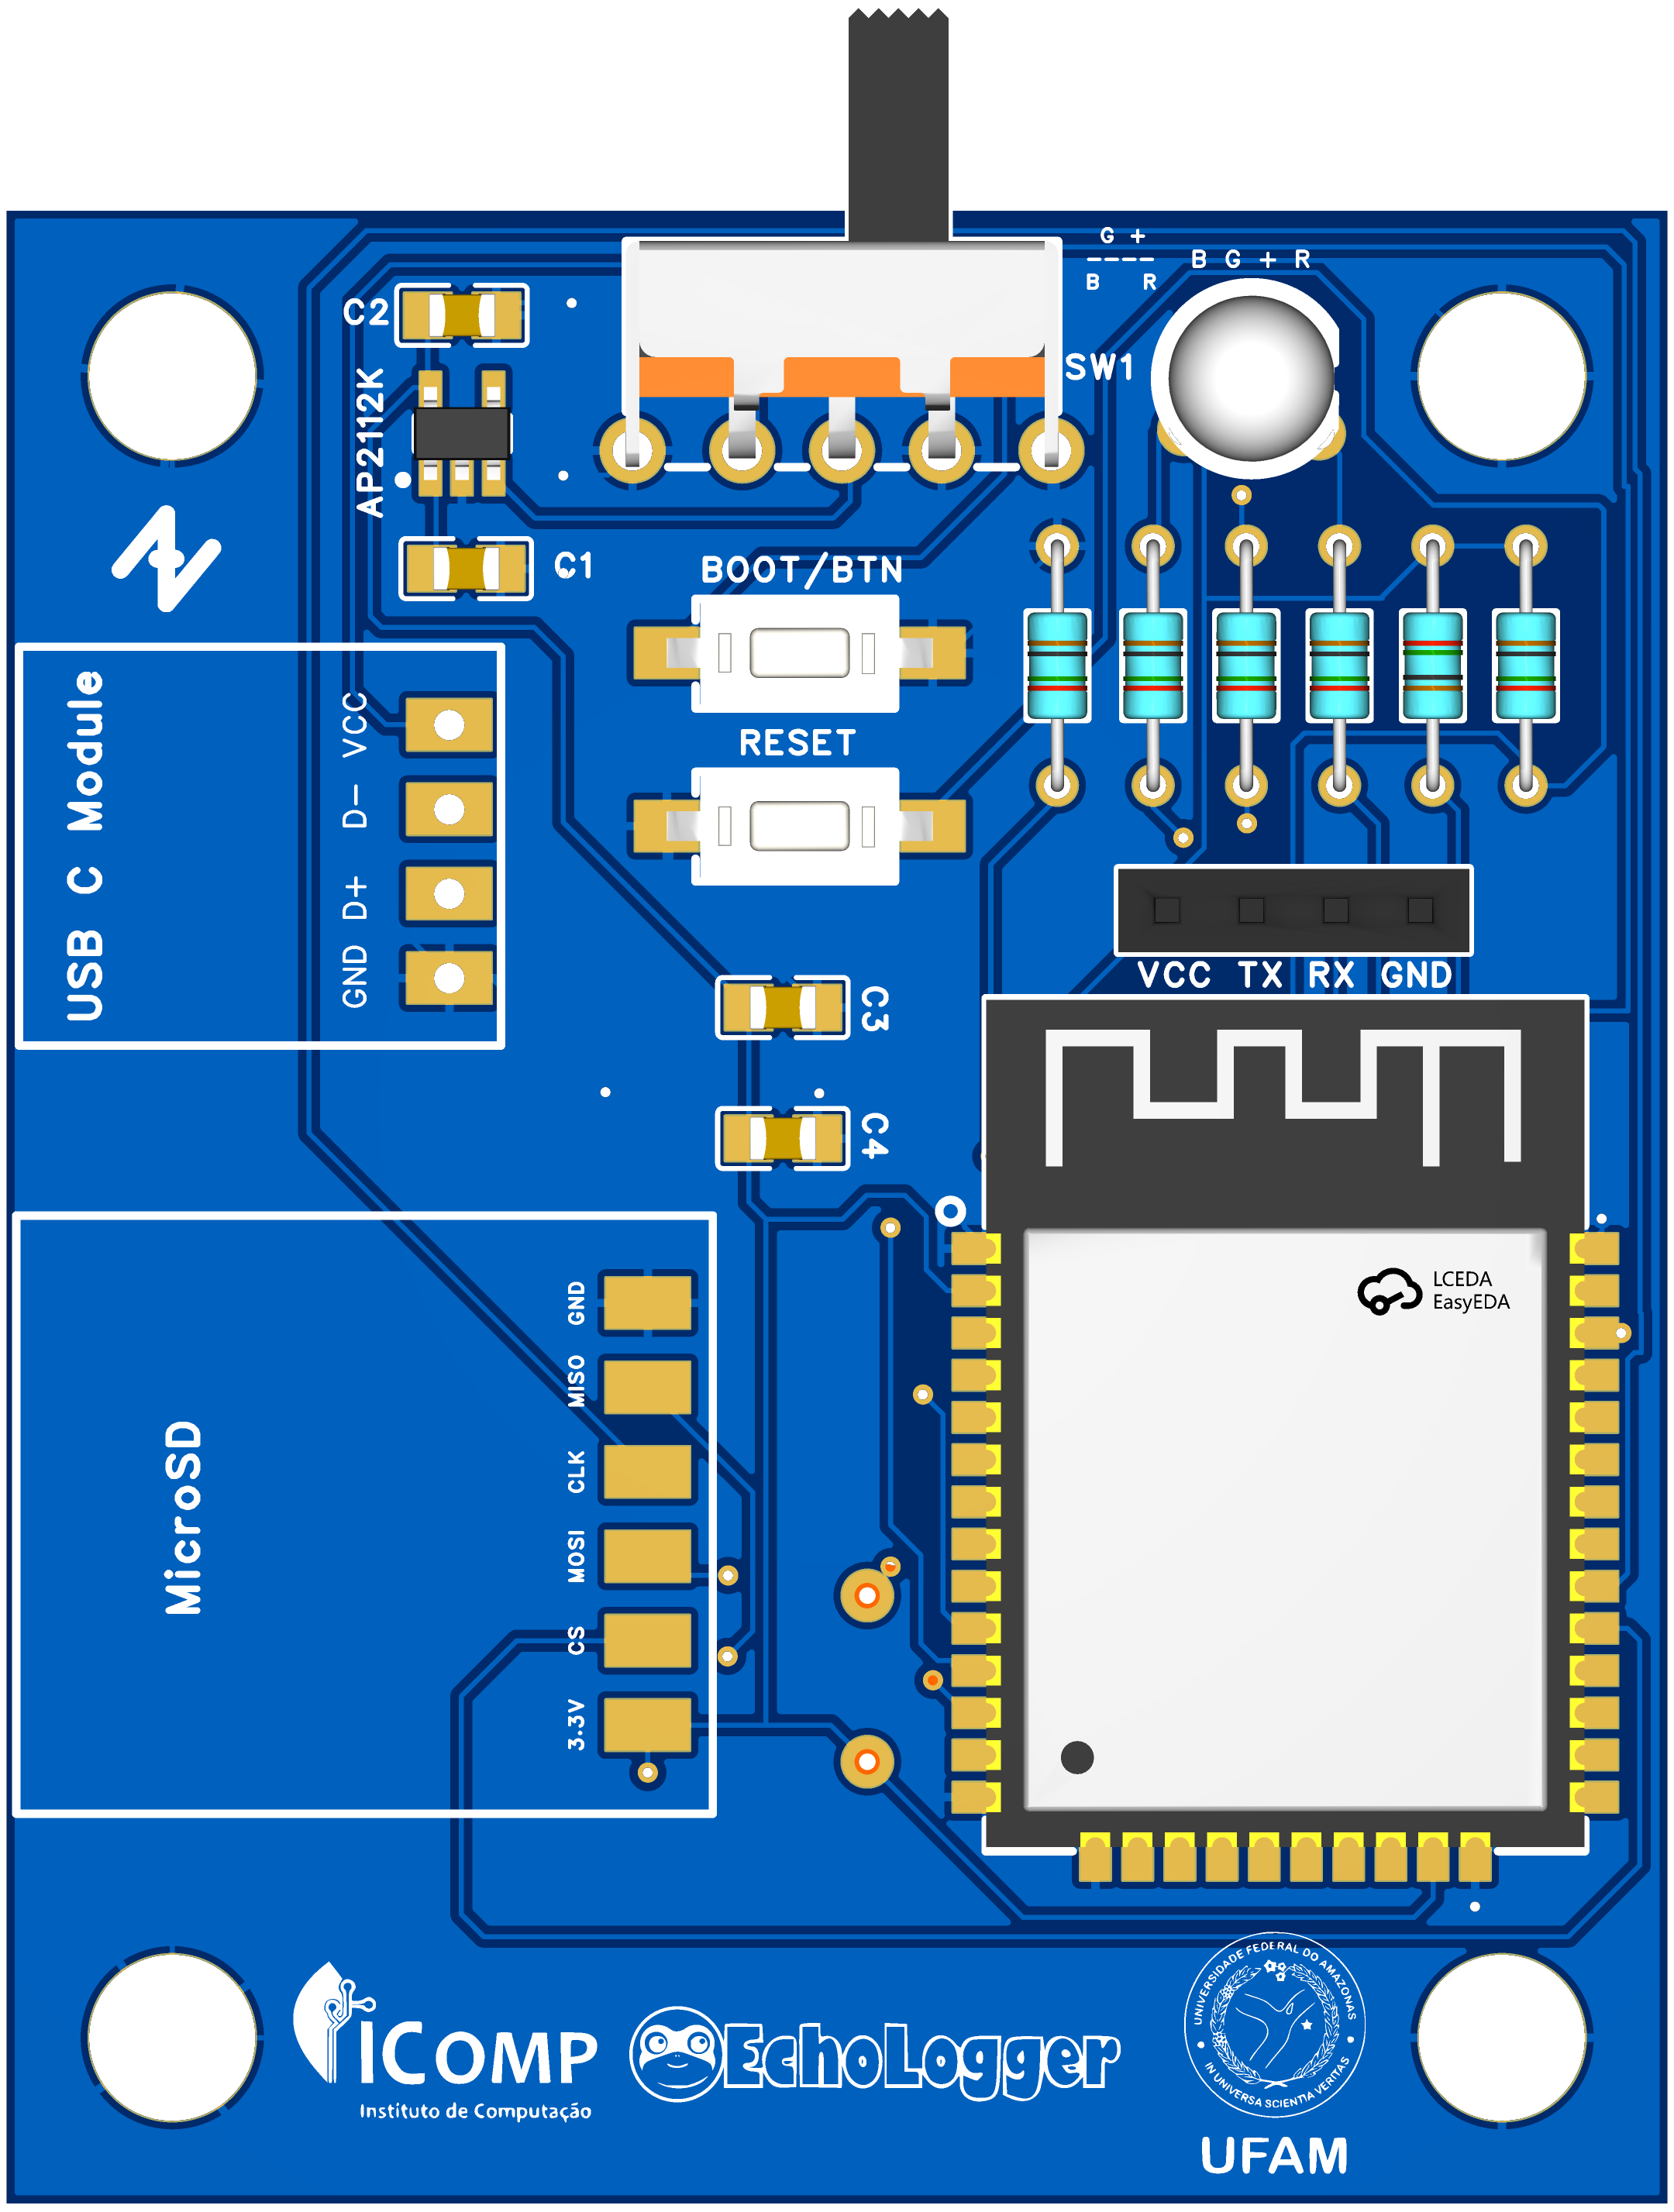 G +
B R
B G + R
C2
SW1
AP2112K
C1
BOOT/BTN
RESET
USB C Module
VCC
D-
D+
GND
VCC TX RX GND
C3
C4
LCEDA
EasyEDA
MicroSD
GND
MISO
CLK
MOSI
CS
3.3V
ICOMP
Instituto de Computação
EchoLogger
UNIVERSIDADE FEDERAL DO AMAZONAS
IN UNIVERSA SCIENTIA VERITAS
UFAM